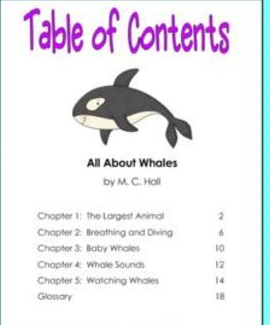 Table of Contents
All About Whales
by M. C. Hall
Chapter 1: The Largest Animal 2
Chapter 2: Breathing and Diving 6
Chapter 3: Baby Whales 10
Chapter 4: Whale Sounds 12
Chapter 5: Watching Whales 14
Glossary 18